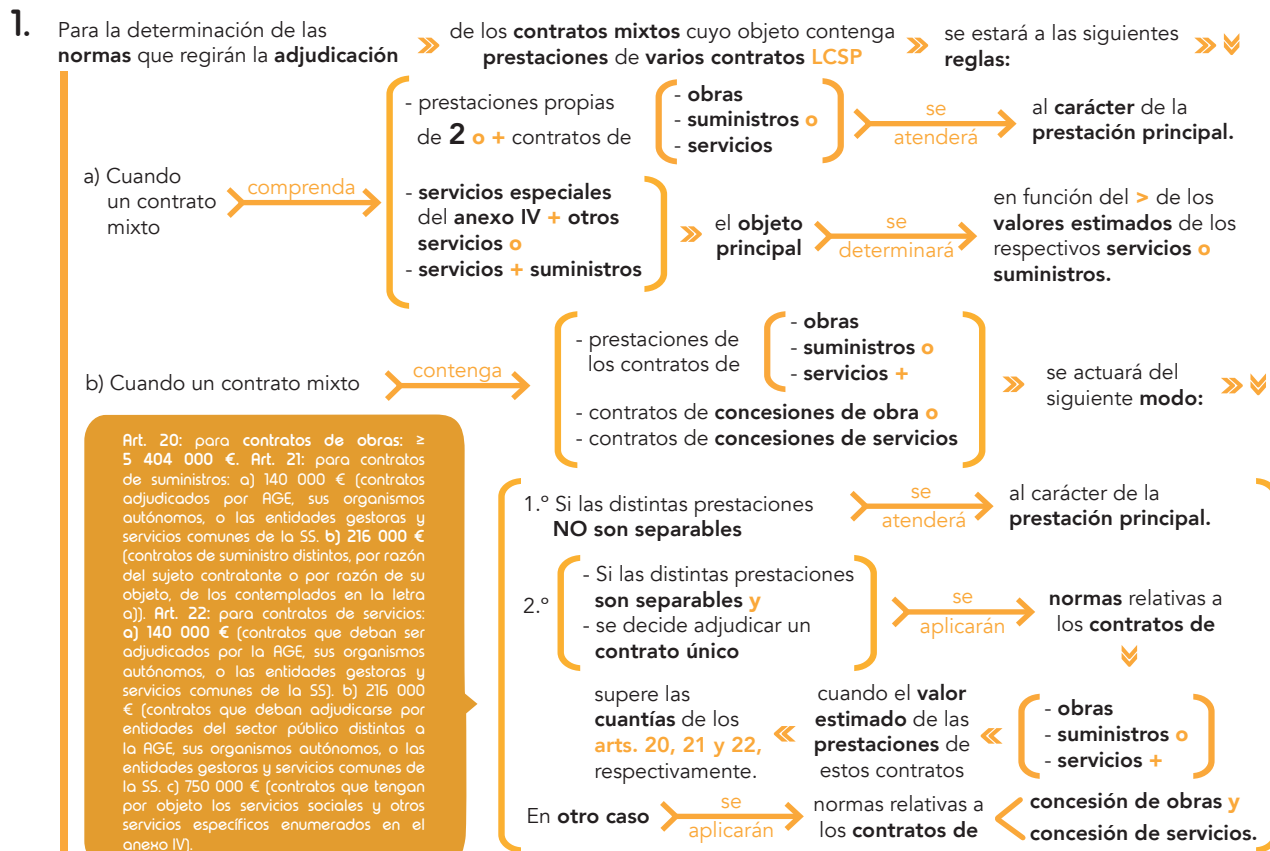 1. Para la determinación de las
normas que regirán la adjudicación
de los contratos mixtos cuyo objeto contenga
prestaciones de varios contratos LCSP
se estará a las siguientes
reglas:
a) Cuando
un contrato
mixto
comprenda
- prestaciones propias
de 2 o + contratos de
- obras
- suministros o
- servicios
se
atenderá
al carácter de la
prestación principal.
- servicios especiales
del anexo IV + otros
servicios o
- servicios + suministros
el objeto
principal
se
determinará
en función del > de los
valores estimados de los
respectivos servicios o
suministros.
b) Cuando un contrato mixto
contenga
- prestaciones de
los contratos de
- obras
- suministros o
- servicios +
- contratos de concesiones de obra o
- contratos de concesiones de servicios
se actuará del
siguiente modo:
Art. 20: para contratos de obras: ≥
5 404 000 €. Art. 21: para contratos
de suministros: a) 140 000 € (contratos
adjudicados por AGE, sus organismos
autónomos, o las entidades gestoras y
servicios comunes de la SS. b) 216 000 €
(contratos de suministro distintos, por razón
del sujeto contratante o por razón de su
objeto, de los contemplados en la letra
a)). Art. 22: para contratos de servicios:
a) 140 000 € (contratos que deban ser
adjudicados por la AGE, sus organismos
autónomos, o las entidades gestoras y
servicios comunes de la SS). b) 216 000
€ (contratos que deban adjudicarse por
entidades del sector público distintas a
la AGE, sus organismos autónomos, o las
entidades gestoras y servicios comunes de
la SS. c) 750 000 € (contratos que tengan
por objeto los servicios sociales y otros
servicios específicos enumerados en el
anexo IV).
1.º Si las distintas prestaciones
NO son separables
se
atenderá
al carácter de la
prestación principal.
2.º
- Si las distintas prestaciones
son separables y
- se decide adjudicar un
contrato único
se
aplicarán
normas relativas a
los contratos de
- obras
- suministros o
- servicios +
cuando el valor
estimado de las
prestaciones de
estos contratos
supere las
cuantías de los
arts. 20, 21 y 22,
respectivamente.
En otro caso
se
aplicarán
normas relativas a
los contratos de
concesión de obras y
concesión de servicios.